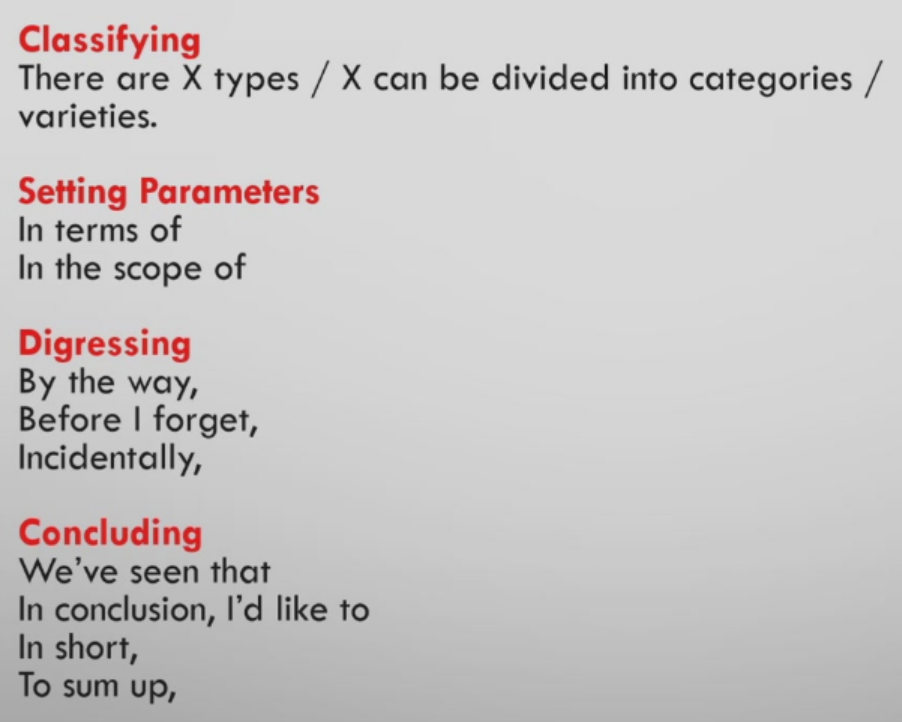 Classifying
There are X types / X can be divided into categories /
varieties.
Setting Parameters
In terms of
In the scope of
Digressing
By the way,
Before I forget,
Incidentally,
Concluding
We've seen that
In conclusion, I'd like to
In short,
To sum up,